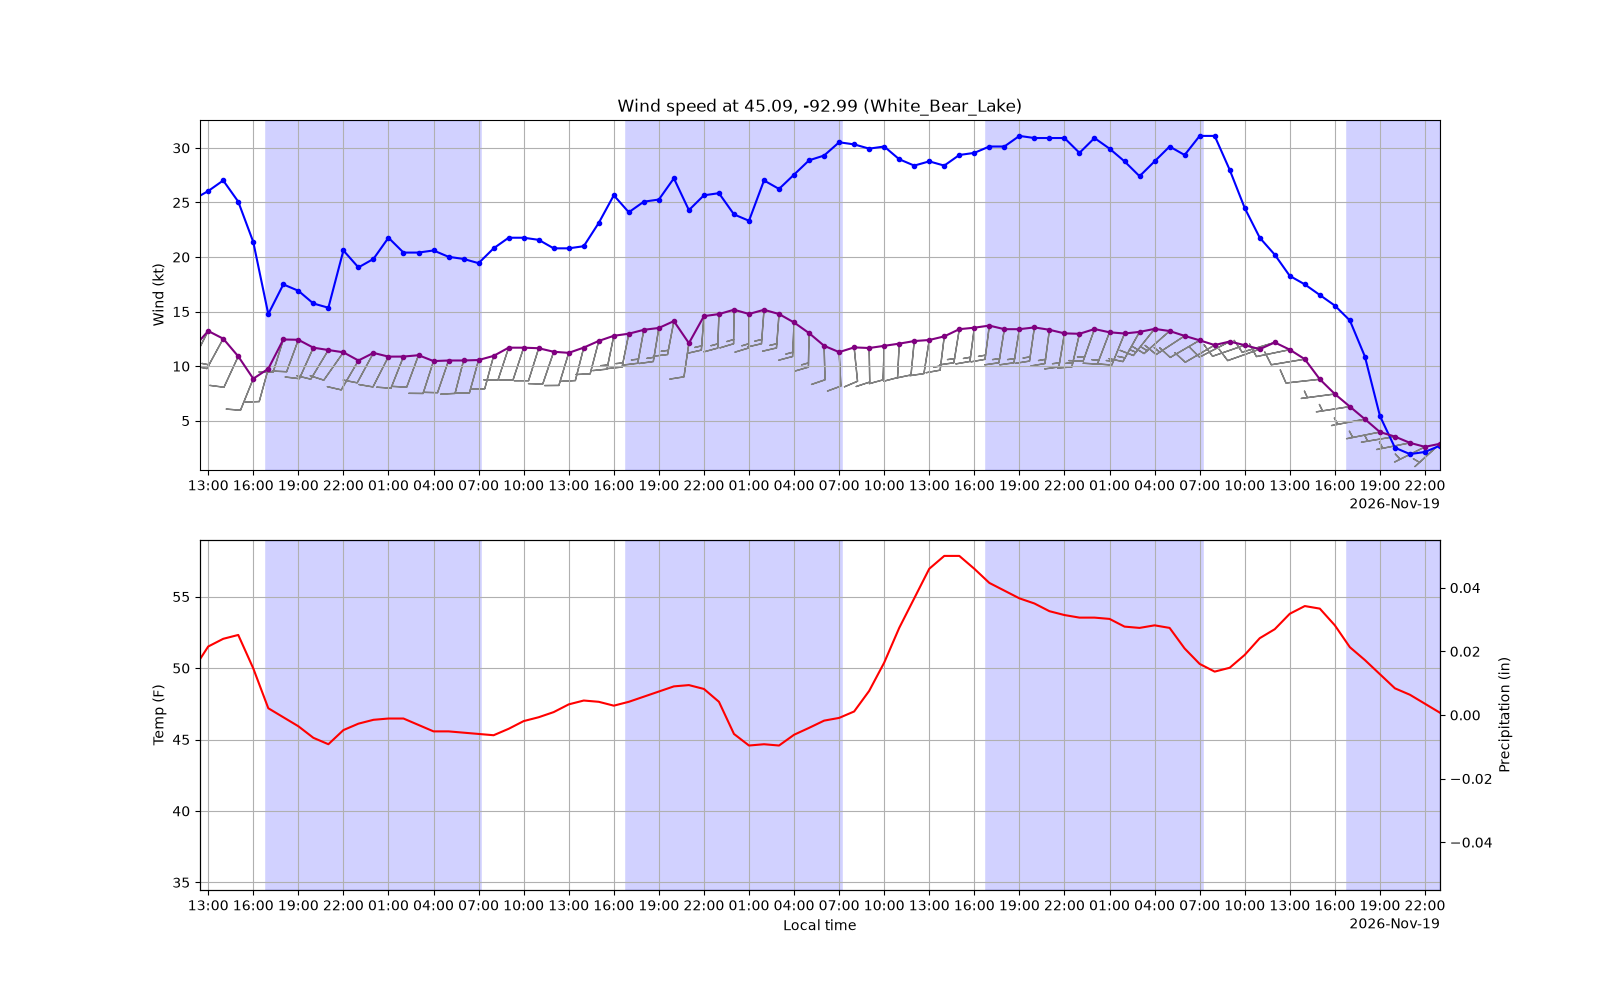 Wind speed at 45.09, -92.99 (White_Bear_Lake)
Wind (kt)
30
25
20
15
10
5
13:00 16:00 19:00 22:00 01:00 04:00 07:00 10:00 13:00 16:00 19:00 22:00 01:00 04:00 07:00 10:00 13:00 16:00 19:00 22:00 01:00 04:00 07:00 10:00 13:00 16:00 19:00 22:00
2026-Nov-19
Temp (F)
55
50
45
40
35
0.04
0.02
0.00
−0.02
−0.04
Precipitation (in)
13:00 16:00 19:00 22:00 01:00 04:00 07:00 10:00 13:00 16:00 19:00 22:00 01:00 04:00 07:00 10:00 13:00 16:00 19:00 22:00 01:00 04:00 07:00 10:00 13:00 16:00 19:00 22:00
Local time
2026-Nov-19